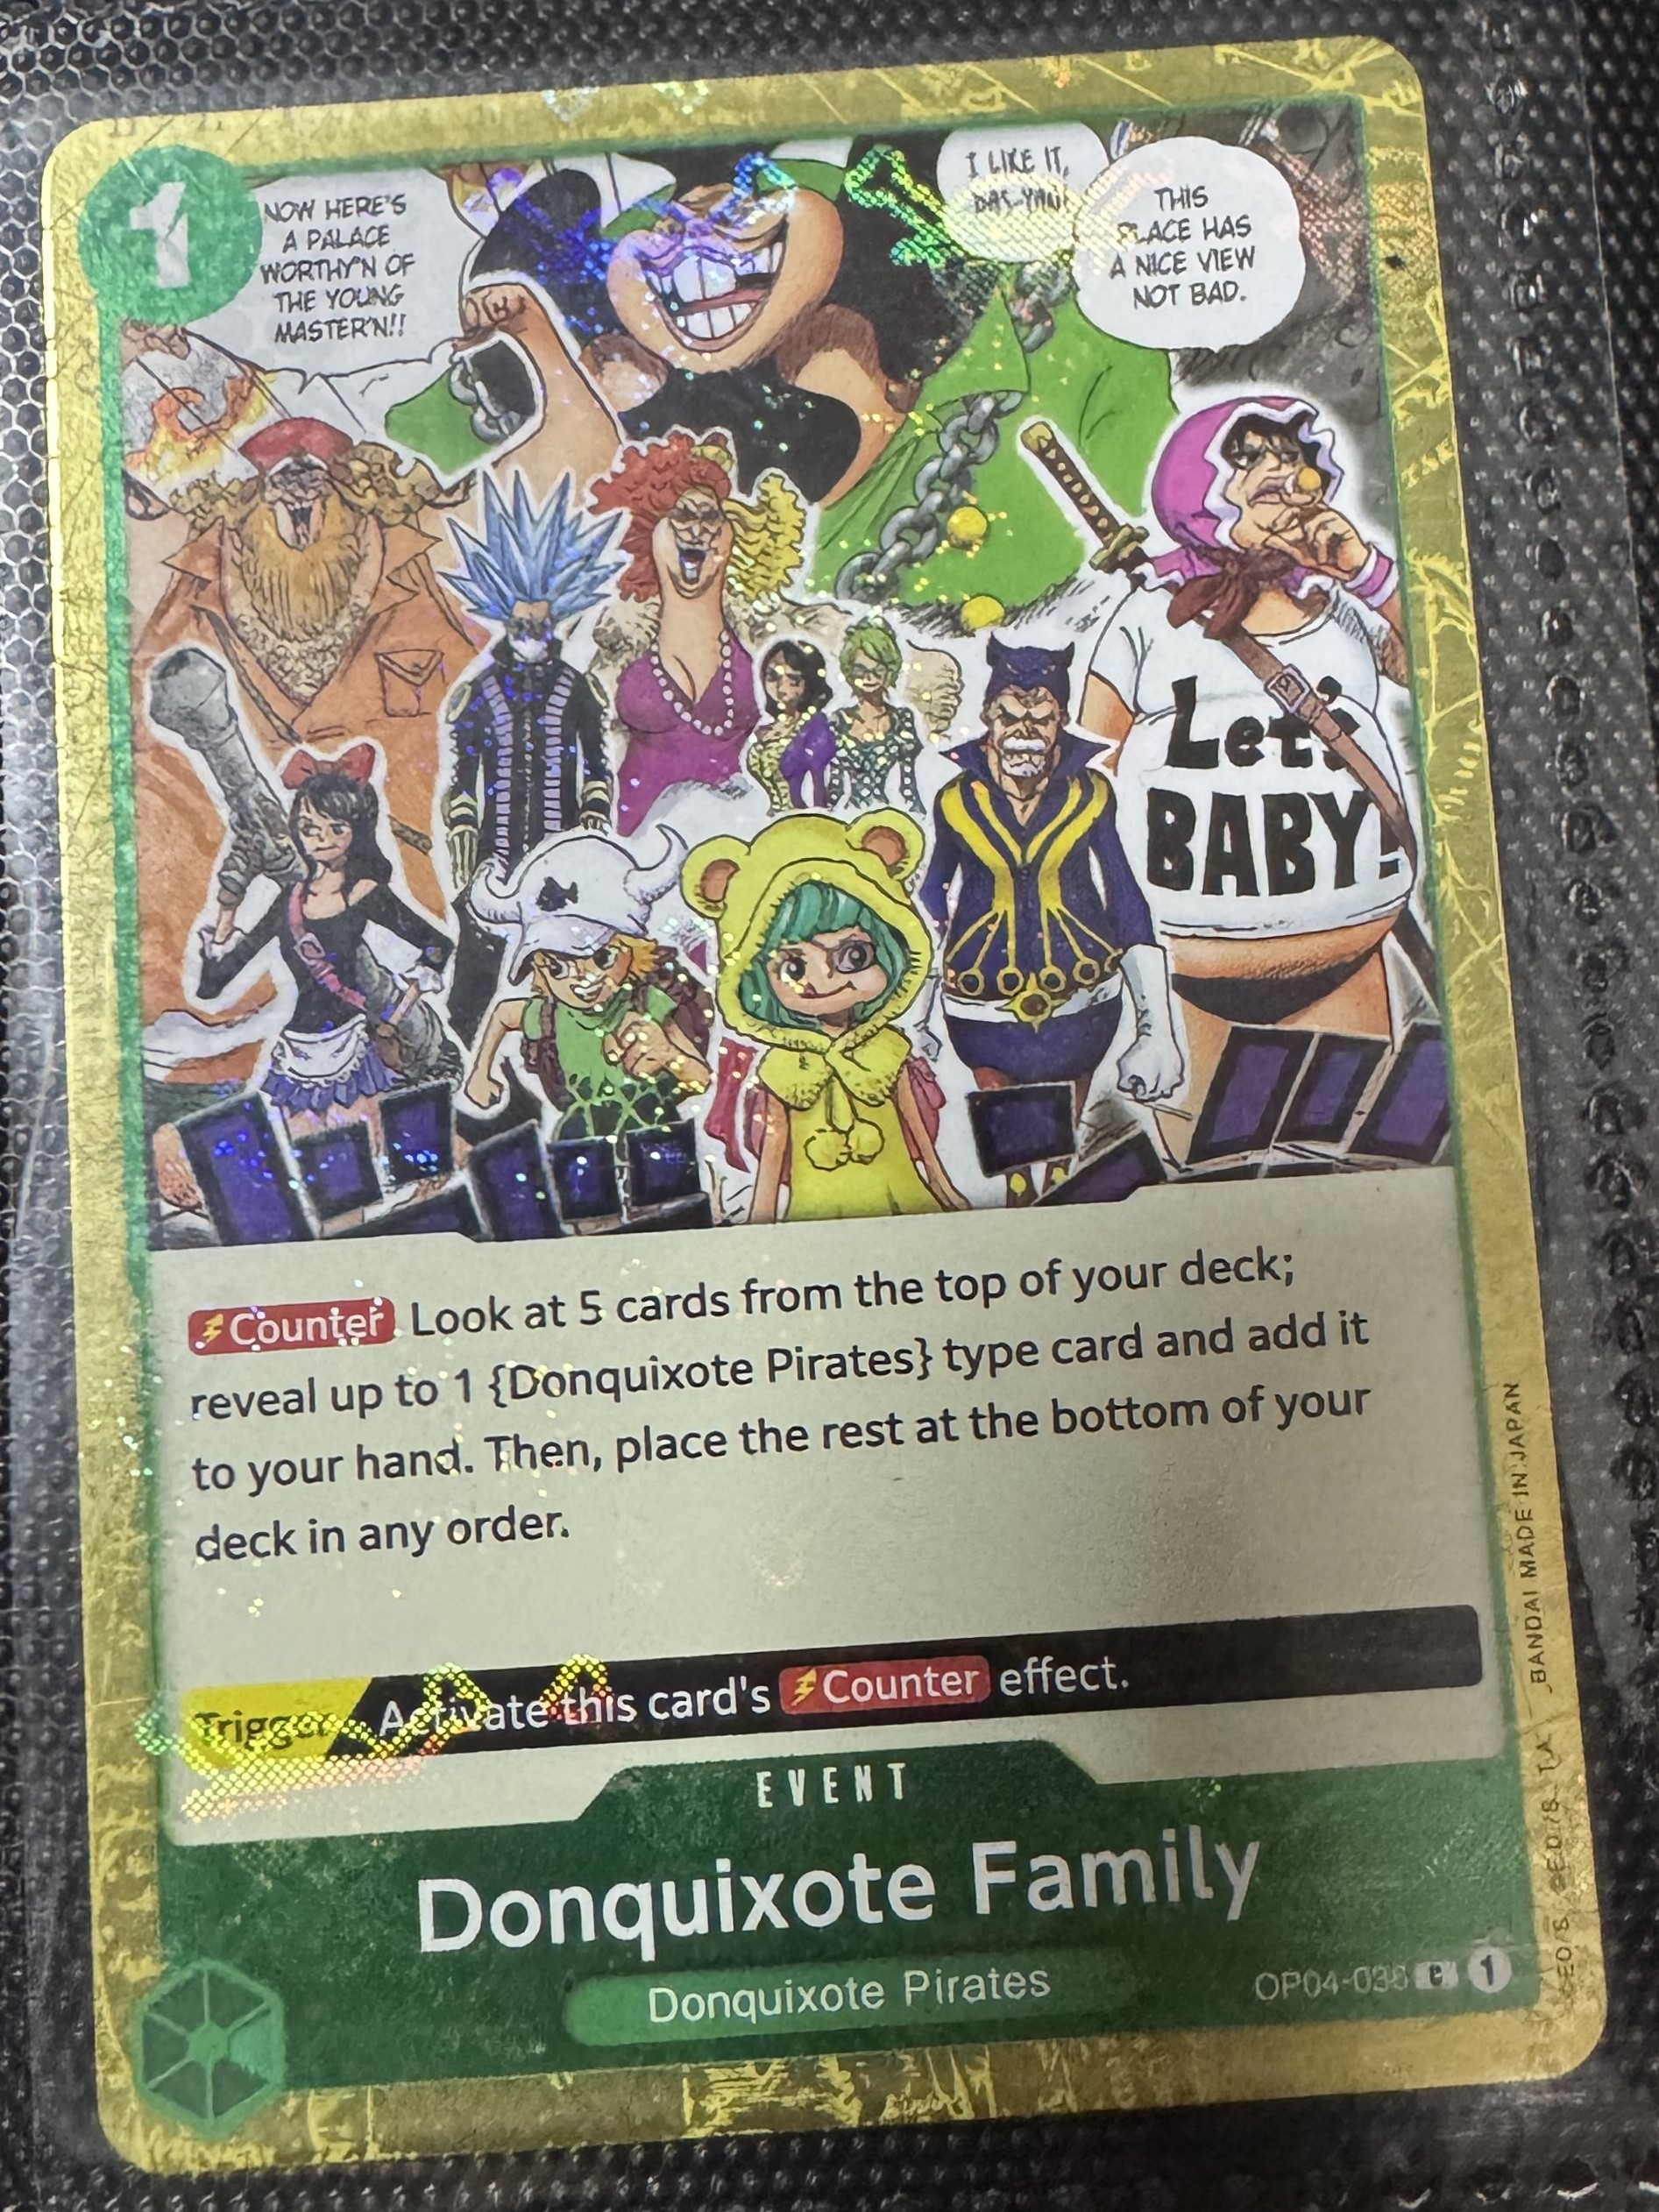 1
NOW HERE'S
A PALACE
WORTHY'N OF
THE YOUNG
MASTER'N!!
I LIKE IT,
THIS
PLACE HAS
A NICE VIEW
NOT BAD.
Let's
BABY!
Counter Look at 5 cards from the top of your deck;
reveal up to 1 {Donquixote Pirates} type card and add it
to your hand. Then, place the rest at the bottom of your
deck in any order.
Trigger Activate this card's Counter effect.
EVENT
Donquixote Family
Donquixote Pirates
OP04-036 1
BANDAI MADE IN JAPAN